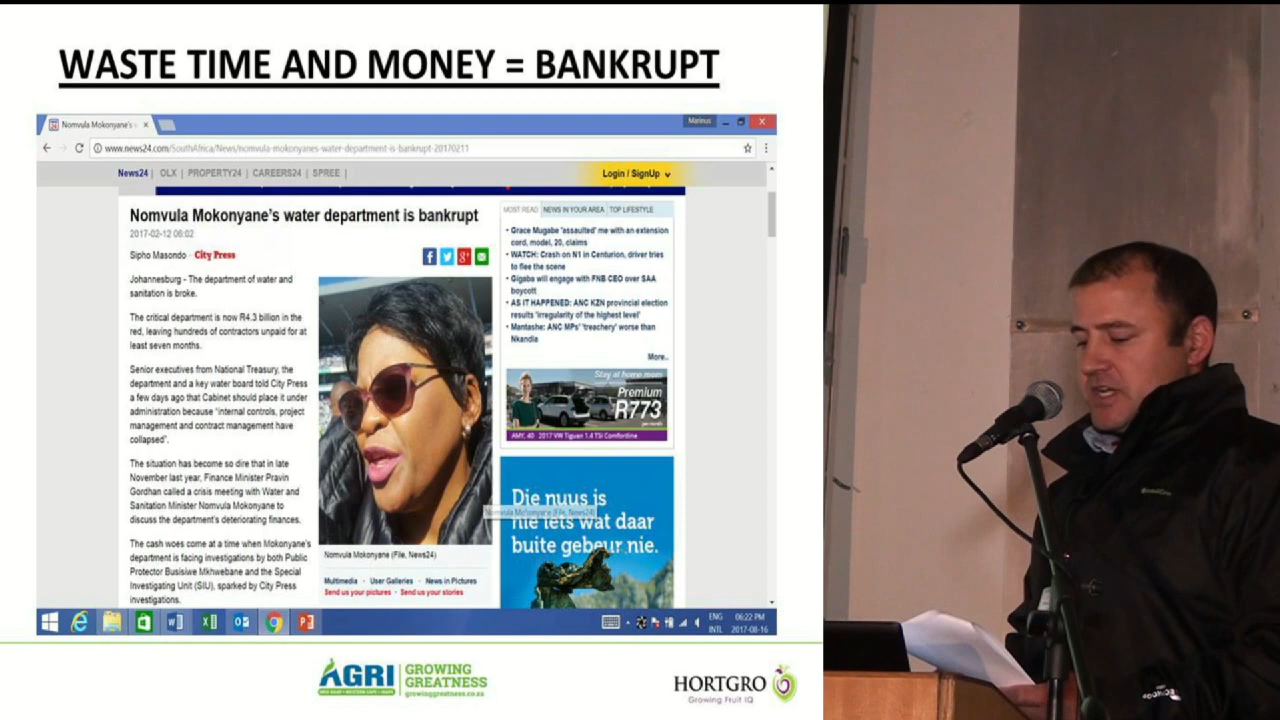 WASTE TIME AND MONEY = BANKRUPT
Nomvula Mokonyane's
Marinus
www.news24.com/SouthAfrica/News/nomvula-mokonyanes-water-department-is-bankrupt-20170211
News24 | OLX | PROPERTY24 | CAREERS24 | SPREE |
Login / SignUp
Nomvula Mokonyane's water department is bankrupt
2017-02-12 06:02
Sipho Masondo - City Press
Johannesburg - The department of water and
sanitation is broke.
The critical department is now R4.3 billion in the
red, leaving hundreds of contractors unpaid for at
least seven months.
Senior executives from National Treasury, the
department and a key water board told City Press
a few days ago that Cabinet should place it under
administration because "internal controls, project
management and contract management have
collapsed".
The situation has become so dire that in late
November last year, Finance Minister Pravin
Gordhan called a crisis meeting with Water and
Sanitation Minister Nomvula Mokonyane to
discuss the department's deteriorating finances.
The cash woes come at a time when Mokonyane's
department is facing investigations by both Public
Protector Busisiwe Mkhwebane and the Special
Investigating Unit (SIU), sparked by City Press
investigations.
Nomvula Mokonyane (File, News24)
Nomvula Mokonyane (File, News24)
Multimedia · User Galleries · News in Pictures
Send us your pictures · Send us your stories
MOST READ NEWS IN YOUR AREA TOP LIFESTYLE
Grace Mugabe 'assaulted' me with an extension
cord, model, 20, claims
WATCH: Crash on N1 in Centurion, driver tries
to flee the scene
Gigaba will engage with FNB CEO over SAA
boycott
AS IT HAPPENED: ANC KZN provincial election
results 'irregularity of the highest level'
Mantashe: ANC MPs' 'treachery' worse than
Nkandla
More..
Stay at home mom
Premium
R773
per month
AMY, 40 2017 VW Tiguan 1.4 TSi Comfortline
Die nuus is
nie iets wat daar
buite gebeur nie.
ENG
INTL
06:22 PM
2017-08-16
AGRI
GROWING
GREATNESS
growinggreatness.co.za
HORTGRO
Growing Fruit IQ